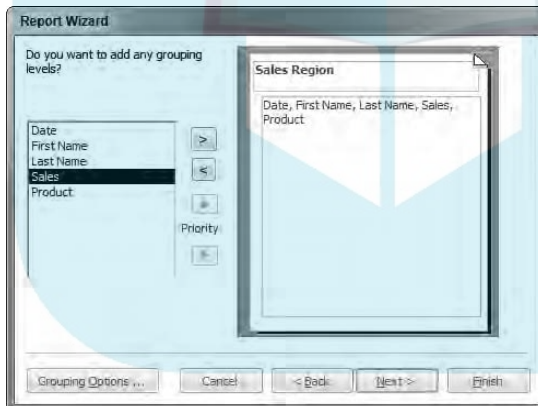 Report Wizard
Do you want to add any grouping
levels?
Date
First Name
Last Name
Sales
Product
>
<
Priority
Sales Region
Date, First Name, Last Name, Sales,
Product
Grouping Options ...
Cancel
< Back
Next >
Finish